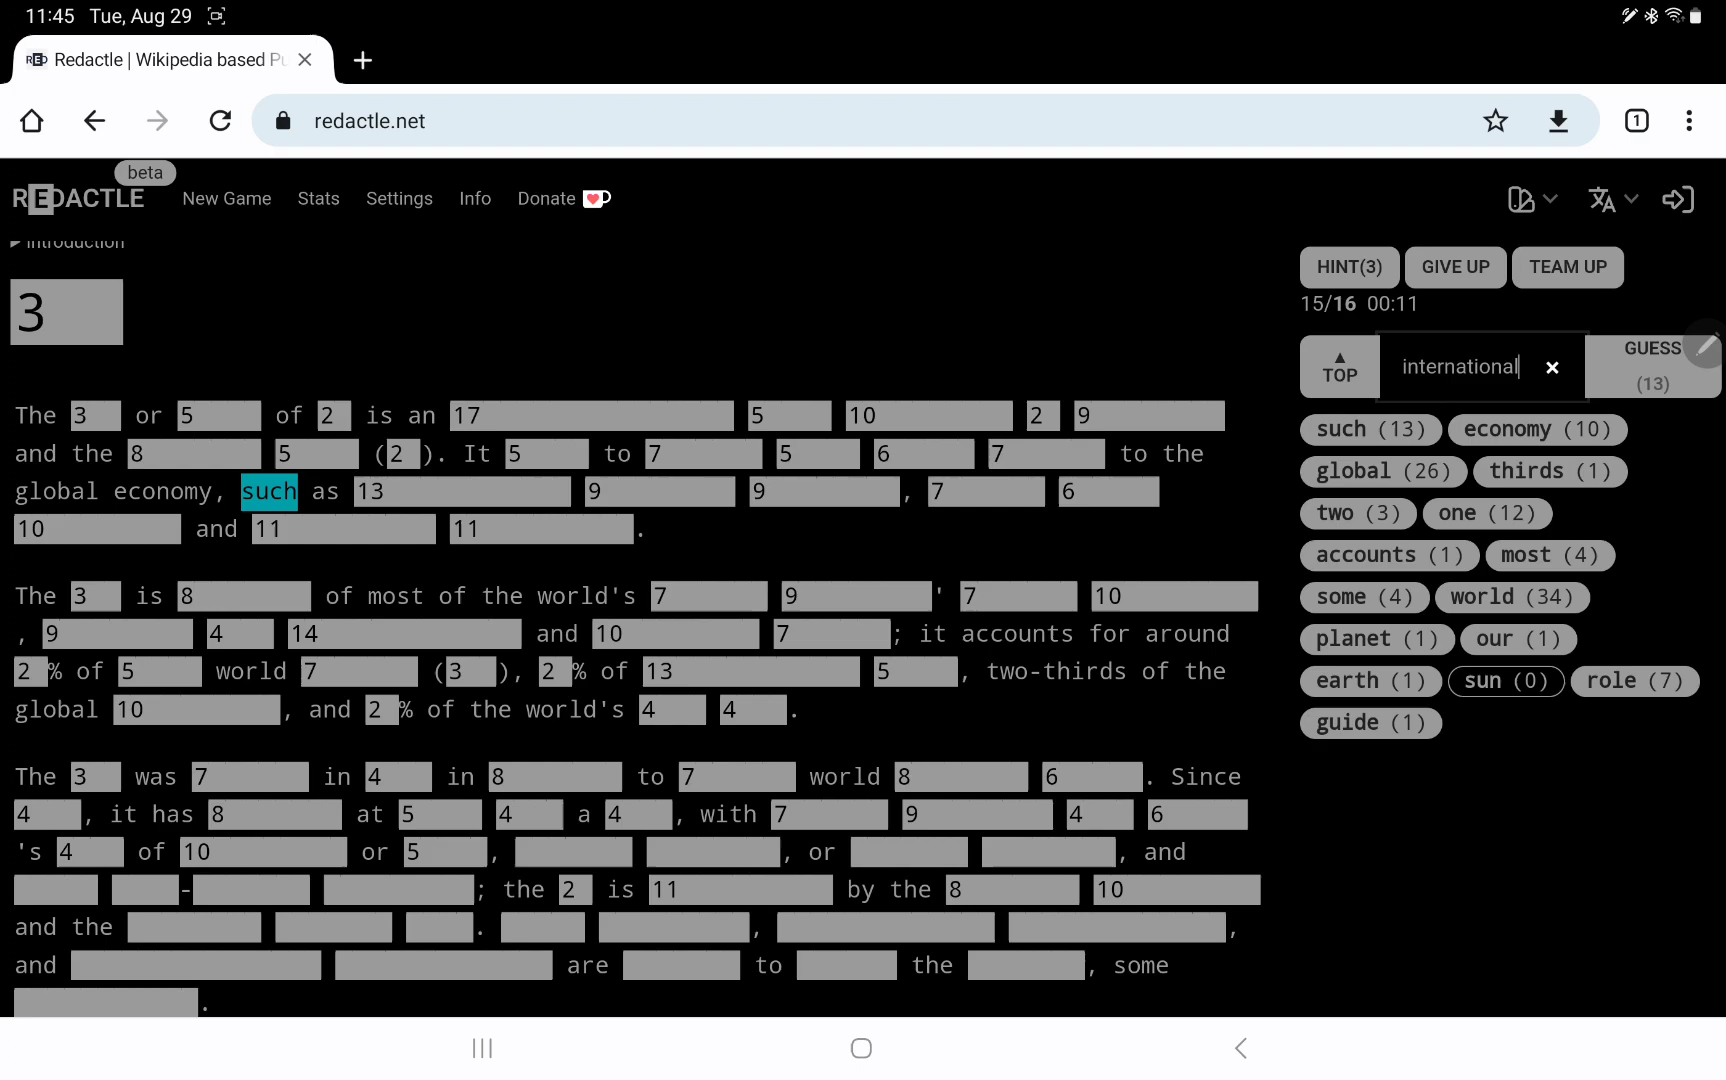 11:45 Tue, Aug 29
RED Redactle | Wikipedia based Pu
redactle.net
1
beta
REDACTLE New Game Stats Settings Info Donate
Introduction
3
The 3 or 5 of 2 is an 17 5 10 2 9
and the 8 5 (2). It 5 to 7 5 6 7 to the
global economy, such as 13 9 9, 7 6
10 and 11 11.
The 3 is 8 of most of the world's 7 9' 7 10
, 9 4 14 and 10 7; it accounts for around
2% of 5 world 7 (3), 2% of 13 5, two-thirds of the
global 10, and 2% of the world's 4 4.
The 3 was 7 in 4 in 8 to 7 world 8 6. Since
4, it has 8 at 5 4 a 4, with 7 9 4 6
's 4 of 10 or 5, , or , and
- ; the 2 is 11 by the 8 10
and the . , ,
and are to the , some
.
HINT(3) GIVE UP TEAM UP
15/16 00:11
▲ TOP international × GUESS (13)
such (13) economy (10)
global (26) thirds (1)
two (3) one (12)
accounts (1) most (4)
some (4) world (34)
planet (1) our (1)
earth (1) sun (0) role (7)
guide (1)